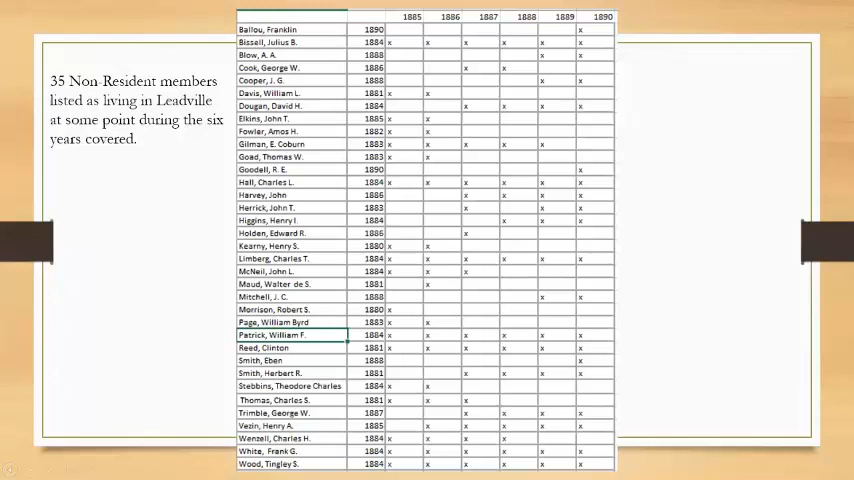 35 Non-Resident members
listed as living in Leadville
at some point during the six
years covered.
1885 1886 1887 1888 1889 1890
Ballou, Franklin 1890 x
Bissell, Julius B. 1884 x x x x x x
Blow, A. A. 1888 x x
Cook, George W. 1886 x x
Cooper, J. G. 1888 x x
Davis, William L. 1881 x x
Dougan, David H. 1884 x x x x
Elkins, John T. 1885 x x
Fowler, Amos H. 1882 x x
Gilman, E. Coburn 1883 x x x x x
Goad, Thomas W. 1883 x x
Goodell, R. E. 1890 x
Hall, Charles L. 1884 x x x x x x
Harvey, John 1886 x x x x
Herrick, John T. 1883 x x x
Higgins, Henry I. 1884 x x x
Holden, Edward R. 1886 x
Kearny, Henry S. 1880 x x
Limberg, Charles T. 1884 x x x x x x
McNeil, John L. 1884 x x x
Maud, Walter de S. 1881 x
Mitchell, J. C. 1888 x x
Morrison, Robert S. 1880 x
Page, William Byrd 1883 x x
Patrick, William F. 1884 x x x x x x
Reed, Clinton 1881 x x x x x x
Smith, Eben 1888 x
Smith, Herbert R. 1881 x x x x
Stebbins, Theodore Charles 1884 x x
Thomas, Charles S. 1881 x x x
Trimble, George W. 1887 x x x x
Vezin, Henry A. 1885 x x x x x
Wenzell, Charles H. 1884 x x x x
White, Frank G. 1884 x x x x x x
Wood, Tingley S. 1884 x x x x x x